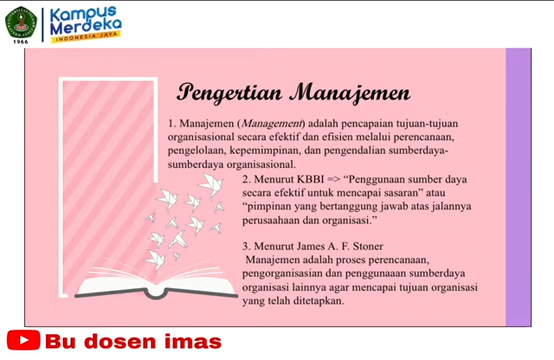 1966
Kampus
Merdeka
INDONESIA JAYA
Pengertian Manajemen
1. Manajemen (Management) adalah pencapaian tujuan-tujuan
organisasional secara efektif dan efisien melalui perencanaan,
pengelolaan, kepemimpinan, dan pengendalian sumberdaya-
sumberdaya organisasional.
2. Menurut KBBI => “Penggunaan sumber daya
secara efektif untuk mencapai sasaran” atau
“pimpinan yang bertanggung jawab atas jalannya
perusaahaan dan organisasi.”
3. Menurut James A. F. Stoner
Manajemen adalah proses perencanaan,
pengorganisasian dan penggunaaan sumberdaya
organisasi lainnya agar mencapai tujuan organisasi
yang telah ditetapkan.
Bu dosen imas